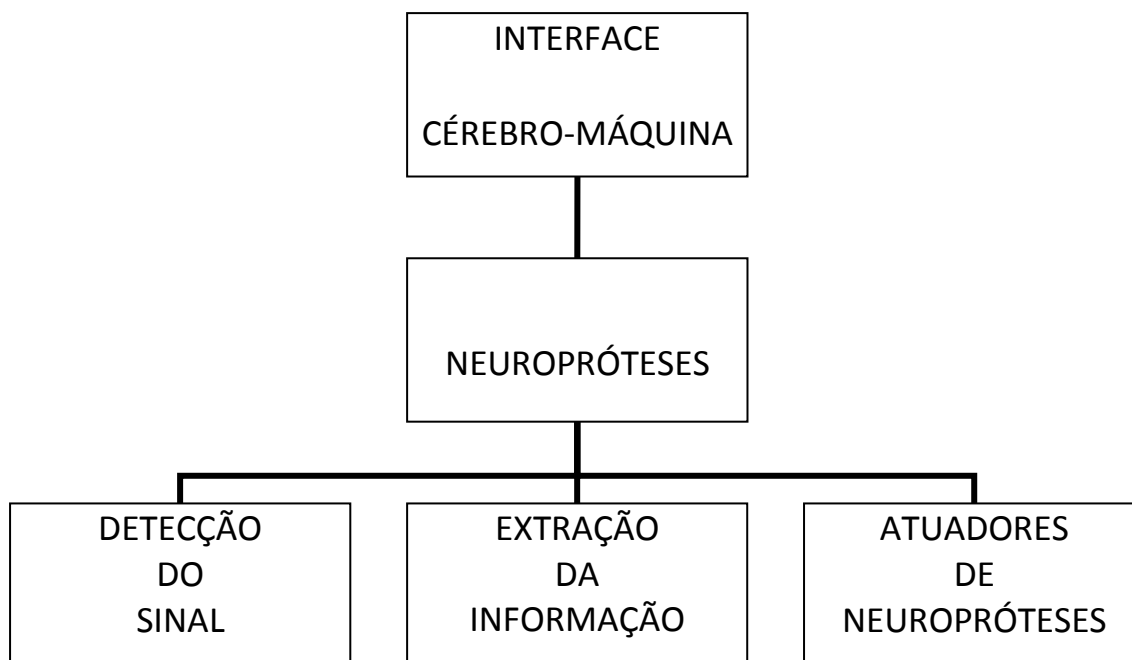 INTERFACE
CÉREBRO-MÁQUINA
NEUROPRÓTESES
DETECÇÃO
DO
SINAL
EXTRAÇÃO
DA
INFORMAÇÃO
ATUADORES
DE
NEUROPRÓTESES